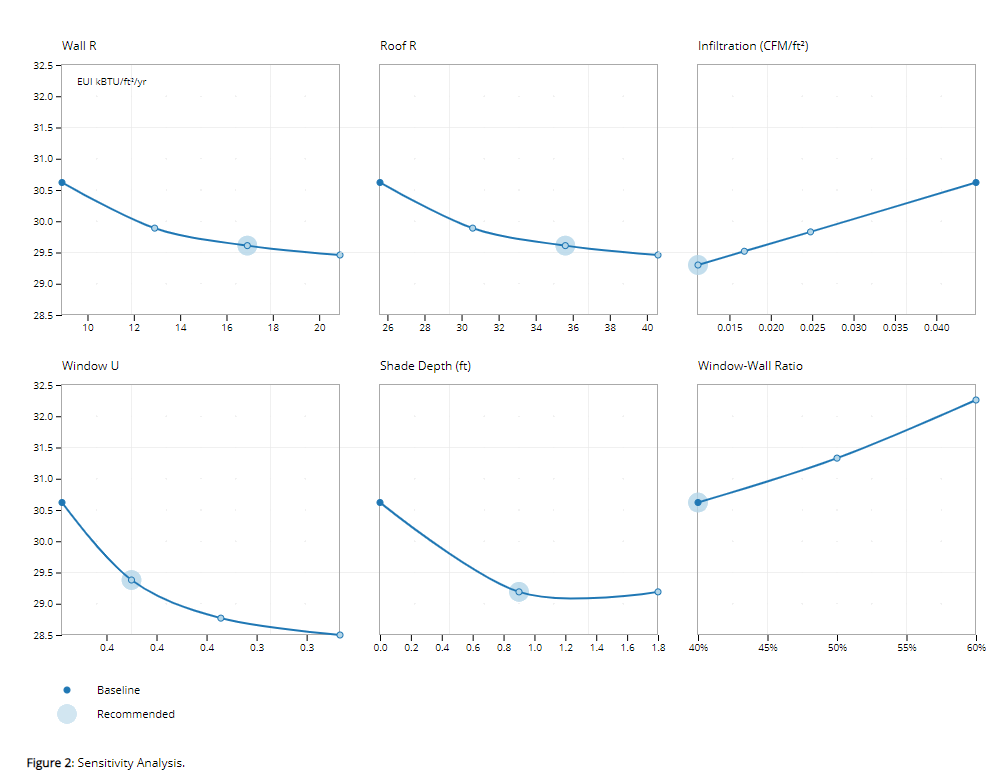 Wall R
Roof R
Infiltration (CFM/ft²)
EUI kBTU/ft²/yr
32.5
32.0
31.5
31.0
30.5
30.0
29.5
29.0
28.5
10 12 14 16 18 20
26 28 30 32 34 36 38 40
0.015 0.020 0.025 0.030 0.035 0.040
Window U
Shade Depth (ft)
Window-Wall Ratio
32.5
32.0
31.5
31.0
30.5
30.0
29.5
29.0
28.5
0.4 0.4 0.4 0.3 0.3
0.0 0.2 0.4 0.6 0.8 1.0 1.2 1.4 1.6 1.8
40% 45% 50% 55% 60%
Baseline
Recommended
Figure 2: Sensitivity Analysis.